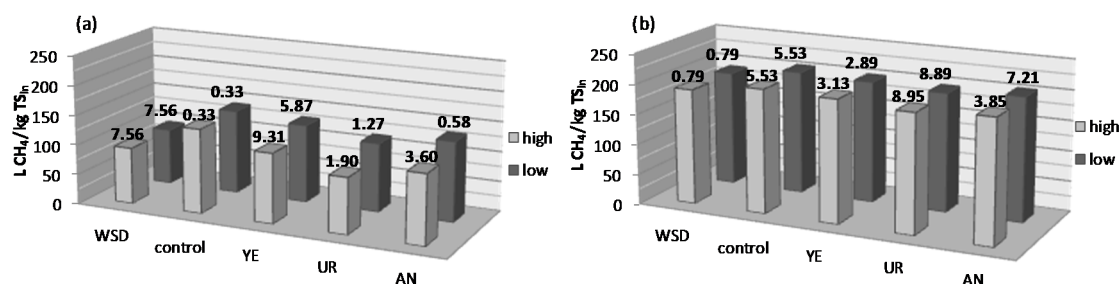 (a)
250
200
150
100
50
0
L CH₄/kg TSin
7.56
7.56
0.33
0.33
9.31
5.87
1.90
1.27
3.60
0.58
WSD
control
YE
UR
AN
high
low
(b)
250
200
150
100
50
0
L CH₄/kg TSin
0.79
0.79
5.53
5.53
3.13
2.89
8.95
8.89
3.85
7.21
WSD
control
YE
UR
AN
high
low